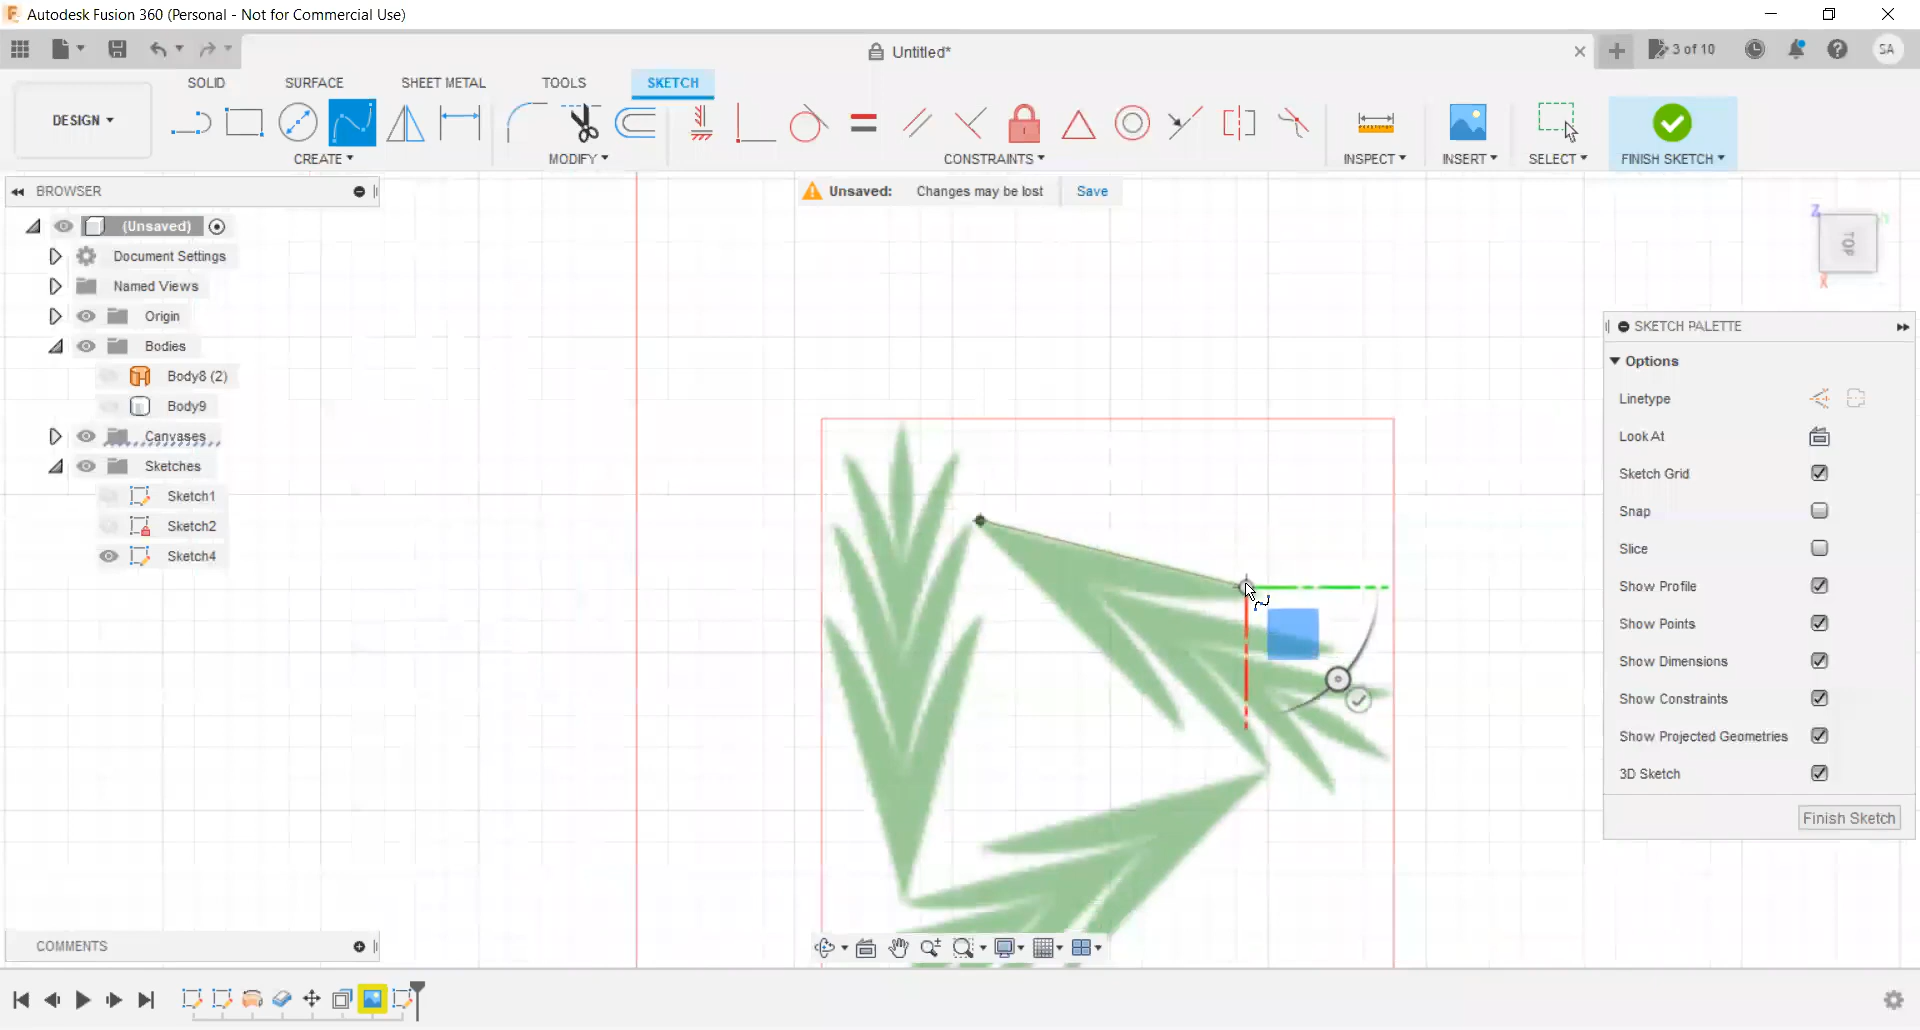 Autodesk Fusion 360 (Personal - Not for Commercial Use)
Untitled*
3 of 10
SA
SOLID SURFACE SHEET METAL TOOLS SKETCH
DESIGN
CREATE MODIFY CONSTRAINTS INSPECT INSERT SELECT FINISH SKETCH
BROWSER
Unsaved: Changes may be lost Save
(Unsaved)
Document Settings
Named Views
Origin
Bodies
Body8 (2)
Body9
Canvases
Sketches
Sketch1
Sketch2
Sketch4
Z
Y
TOP
X
SKETCH PALETTE
Options
Linetype
Look At
Sketch Grid
Snap
Slice
Show Profile
Show Points
Show Dimensions
Show Constraints
Show Projected Geometries
3D Sketch
Finish Sketch
COMMENTS